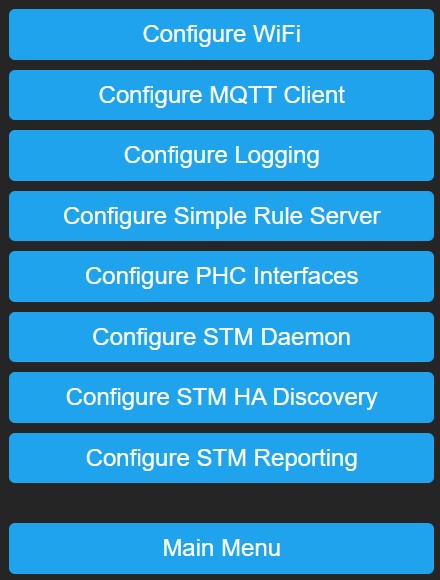 Configure WiFi
Configure MQTT Client
Configure Logging
Configure Simple Rule Server
Configure PHC Interfaces
Configure STM Daemon
Configure STM HA Discovery
Configure STM Reporting
Main Menu